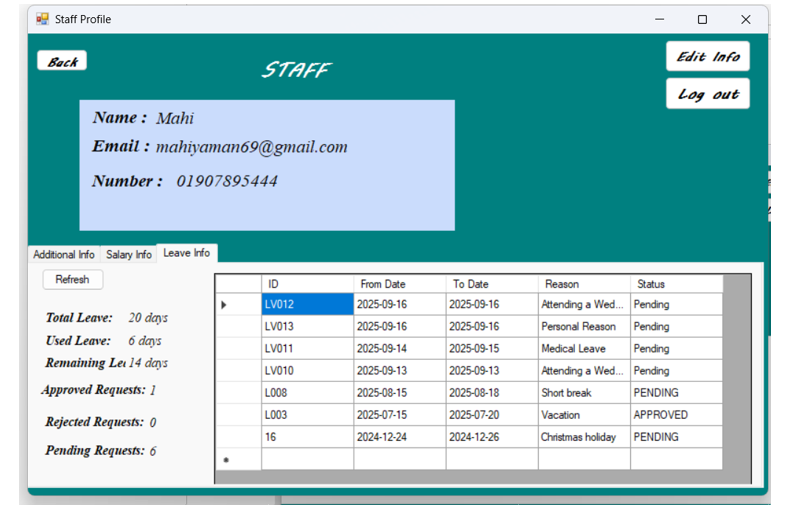 Staff Profile
Back
STAFF
Edit Info
Log out
Name : Mahi
Email : mahiyaman69@gmail.com
Number : 01907895444
Additional Info Salary Info Leave Info
Refresh
Total Leave: 20 days
Used Leave: 6 days
Remaining Le 14 days
Approved Requests: 1
Rejected Requests: 0
Pending Requests: 6
ID From Date To Date Reason Status
LV012 2025-09-16 2025-09-16 Attending a Wed... Pending
LV013 2025-09-16 2025-09-16 Personal Reason Pending
LV011 2025-09-14 2025-09-15 Medical Leave Pending
LV010 2025-09-13 2025-09-13 Attending a Wed... Pending
L008 2025-08-15 2025-08-18 Short break PENDING
L003 2025-07-15 2025-07-20 Vacation APPROVED
16 2024-12-24 2024-12-26 Christmas holiday PENDING